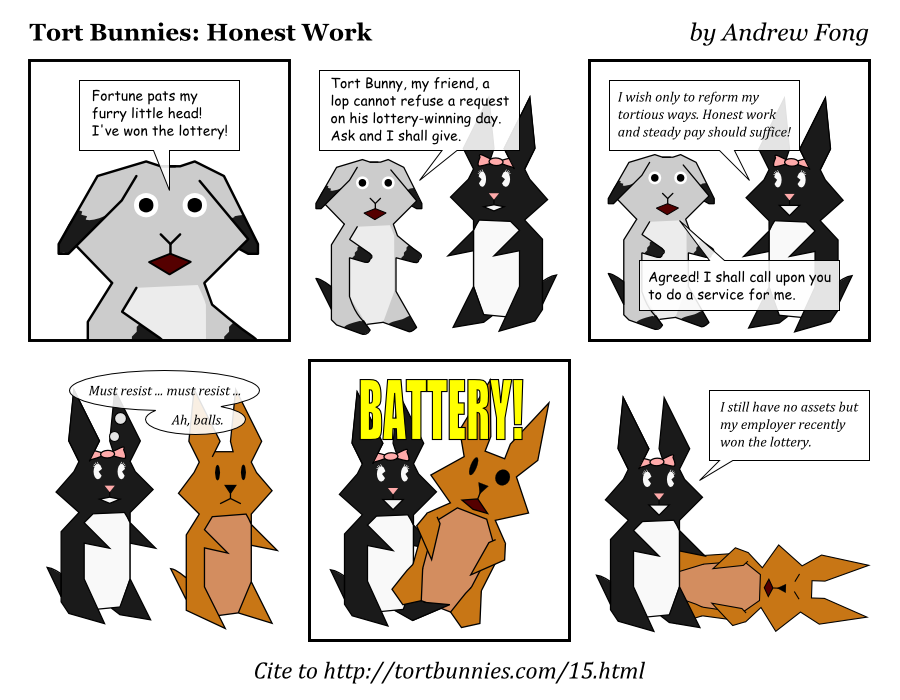 Tort Bunnies: Honest Work
by Andrew Fong
Fortune pats my
furry little head!
I've won the lottery!
Tort Bunny, my friend, a
lop cannot refuse a request
on his lottery-winning day.
Ask and I shall give.
I wish only to reform my
tortious ways. Honest work
and steady pay should suffice!
Agreed! I shall call upon you
to do a service for me.
Must resist ... must resist ...
Ah, balls.
BATTERY!
I still have no assets but
my employer recently
won the lottery.
Cite to http://tortbunnies.com/15.html